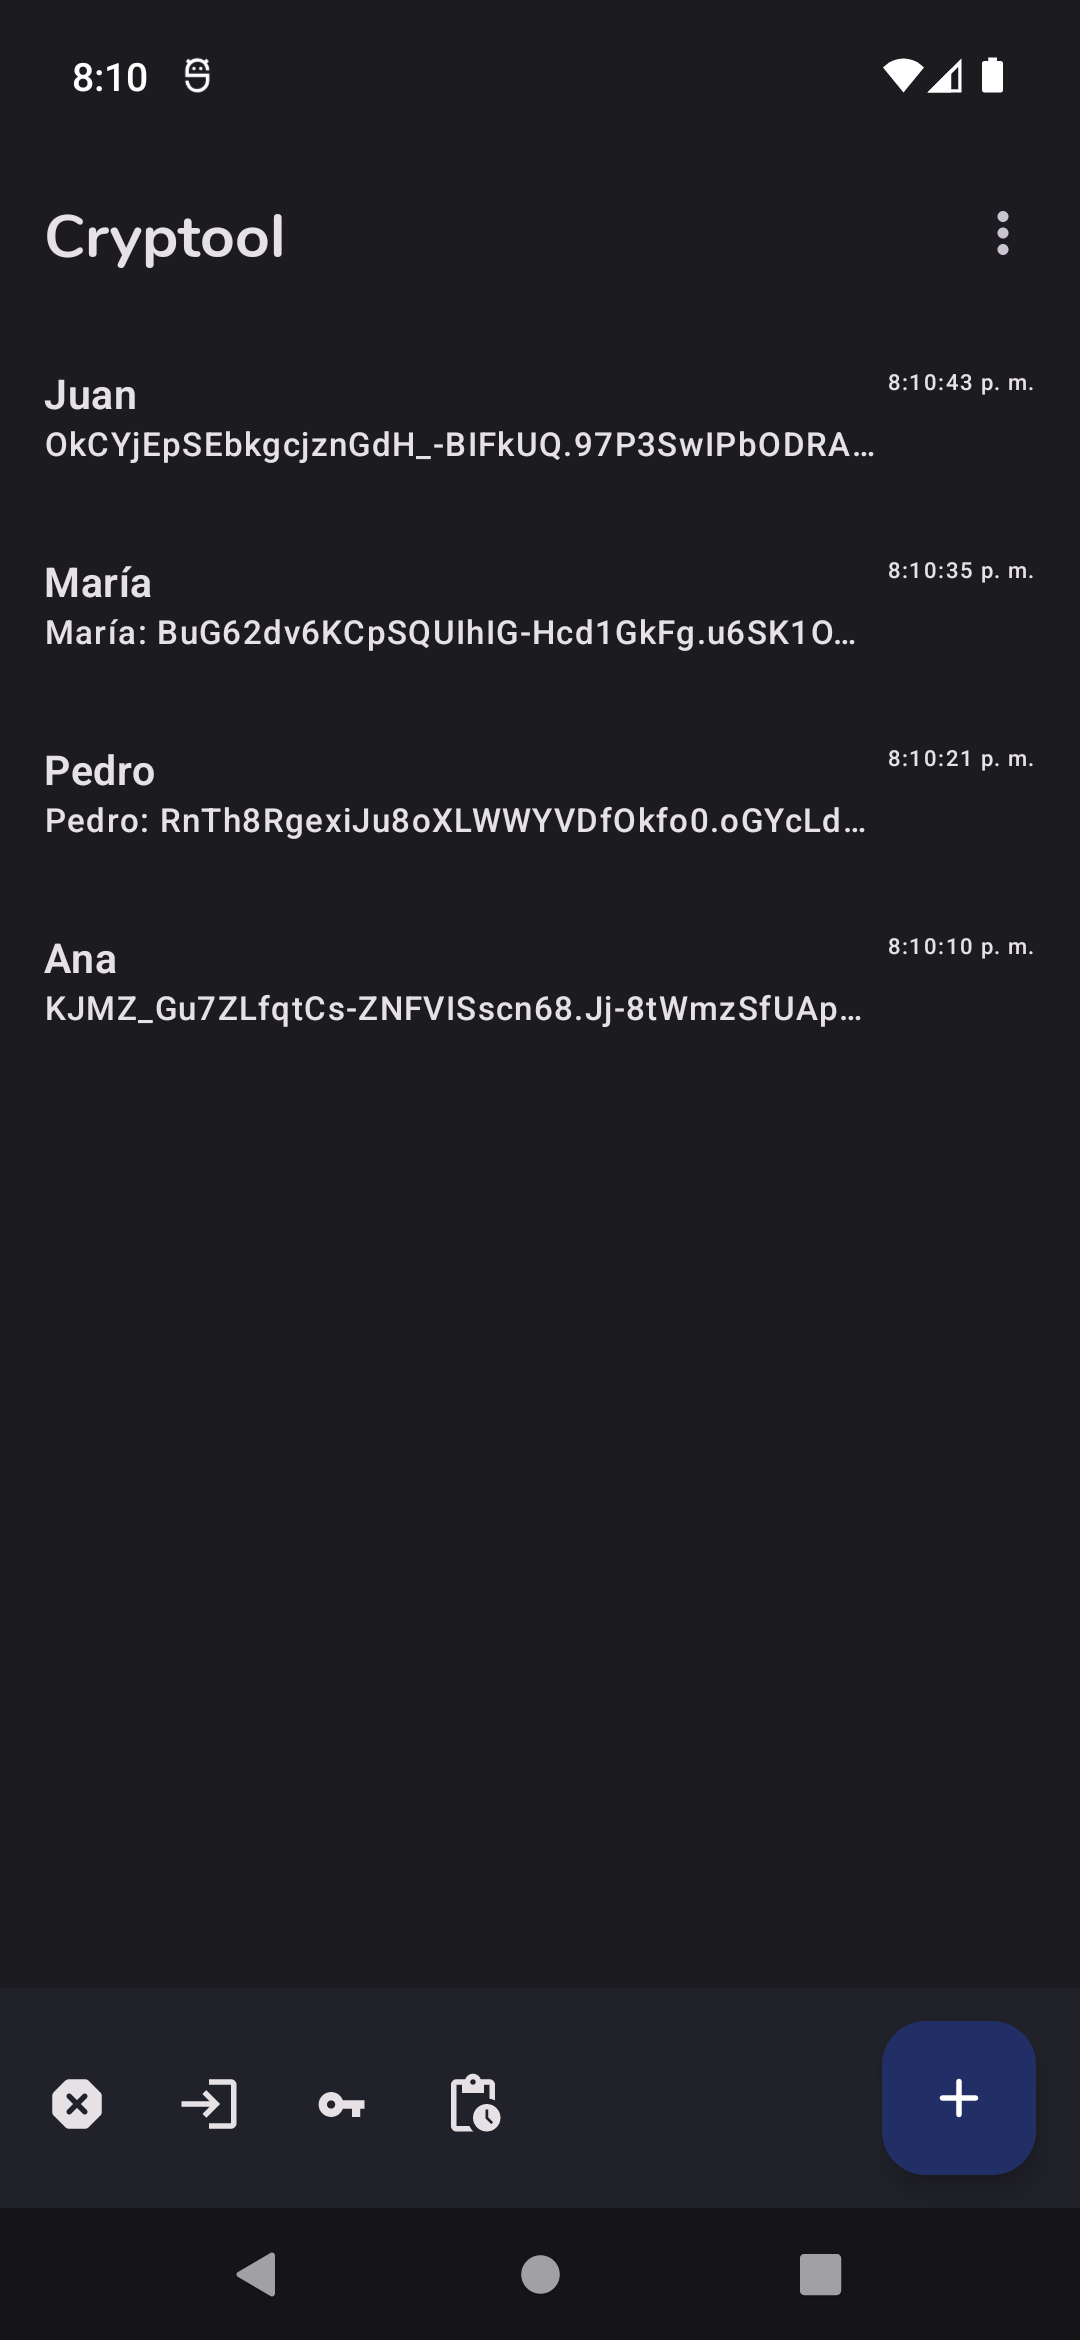 8:10
Cryptool
Juan
8:10:43 p. m.
OkCYjEpSEbkgcjznGdH_-BIFkUQ.97P3SwIPbODRA…
María
8:10:35 p. m.
María: BuG62dv6KCpSQUIhIG-Hcd1GkFg.u6SK1O…
Pedro
8:10:21 p. m.
Pedro: RnTh8RgexiJu8oXLWWYVDfOkfo0.oGYcLd…
Ana
8:10:10 p. m.
KJMZ_Gu7ZLfqtCs-ZNFVISscn68.Jj-8tWmzSfUAp…